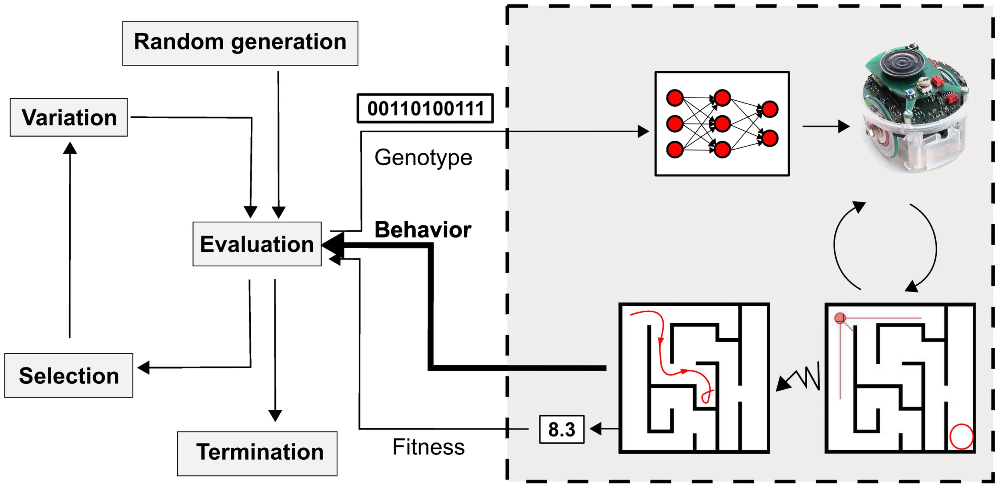 Random generation
Variation
00110100111
Genotype
Behavior
Evaluation
Selection
8.3
Fitness
Termination